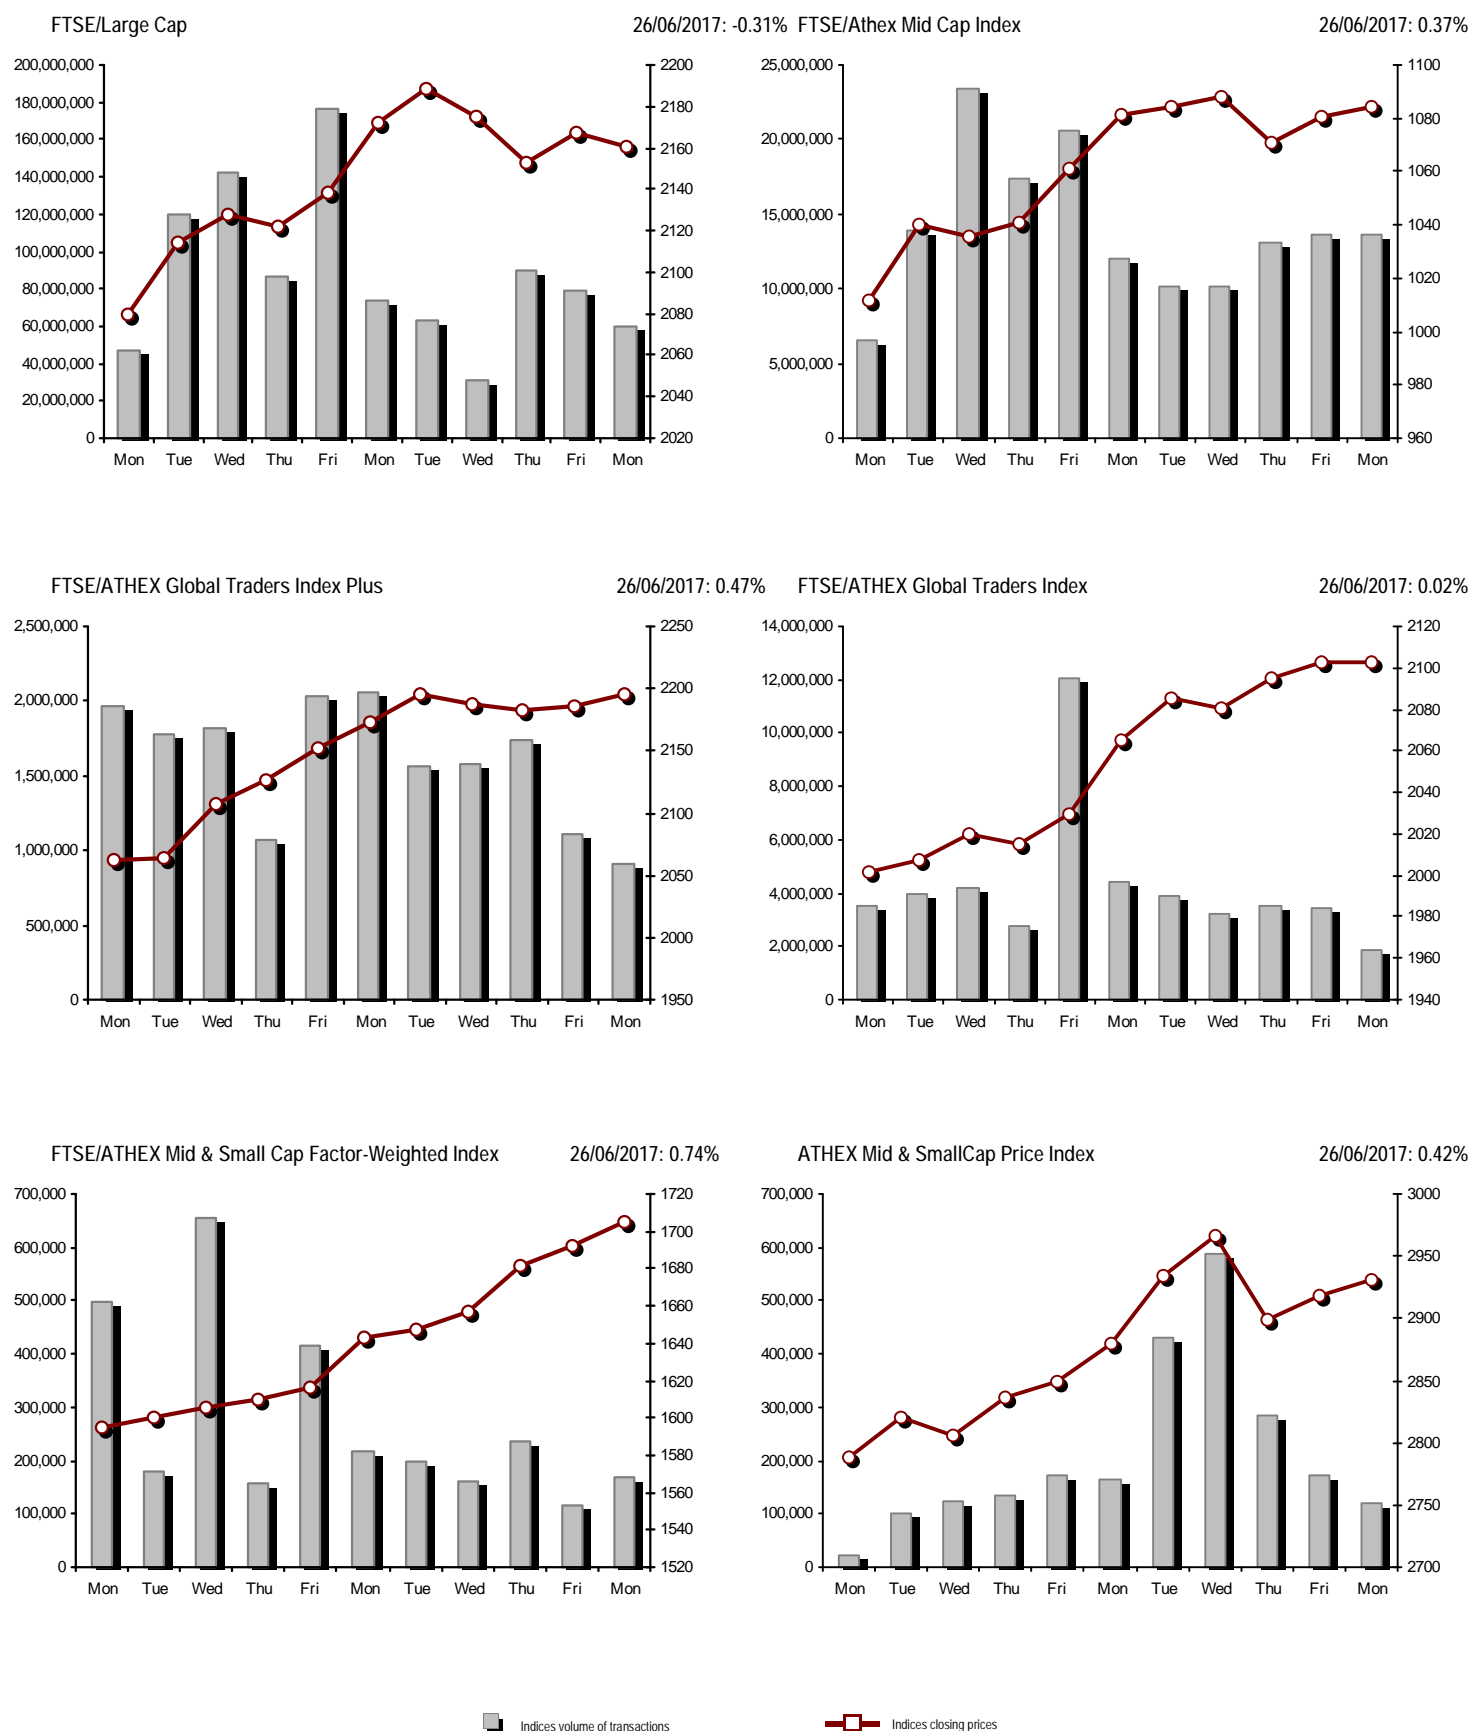 FTSE/Large Cap 26/06/2017: -0.31% FTSE/Athex Mid Cap Index 26/06/2017: 0.37%
200,000,000 2200 25,000,000 1100
180,000,000 2180
160,000,000 2160 20,000,000 1080
140,000,000 2140 1060
120,000,000 2120 15,000,000 1040
100,000,000 2100
80,000,000 2080 10,000,000 1020
60,000,000 2060 1000
40,000,000 2040 5,000,000 980
20,000,000
0 2020 0 960
Mon Tue Wed Thu Fri Mon Tue Wed Thu Fri Mon Mon Tue Wed Thu Fri Mon Tue Wed Thu Fri Mon
FTSE/ATHEX Global Traders Index Plus 26/06/2017: 0.47% FTSE/ATHEX Global Traders Index 26/06/2017: 0.02%
2,500,000 2250 14,000,000 2120
2,000,000 2200 12,000,000 2100
2080
1,500,000 2150 10,000,000 2060
8,000,000 2040
1,000,000 2100 6,000,000 2020
2050 4,000,000 2000
500,000 2000 1980
2,000,000 1960
0 1950 0 1940
Mon Tue Wed Thu Fri Mon Tue Wed Thu Fri Mon Mon Tue Wed Thu Fri Mon Tue Wed Thu Fri Mon
FTSE/ATHEX Mid & Small Cap Factor-Weighted Index 26/06/2017: 0.74% ATHEX Mid & SmallCap Price Index 26/06/2017: 0.42%
700,000 1720 700,000 3000
600,000 1700 600,000 2950
1680
500,000 1660 500,000 2900
400,000 1640 400,000
1620 2850
300,000 1600 300,000
200,000 1580 200,000 2800
1560
100,000 1540 100,000 2750
0 1520 0 2700
Mon Tue Wed Thu Fri Mon Tue Wed Thu Fri Mon Mon Tue Wed Thu Fri Mon Tue Wed Thu Fri Mon
Indices volume of transactions Indices closing prices